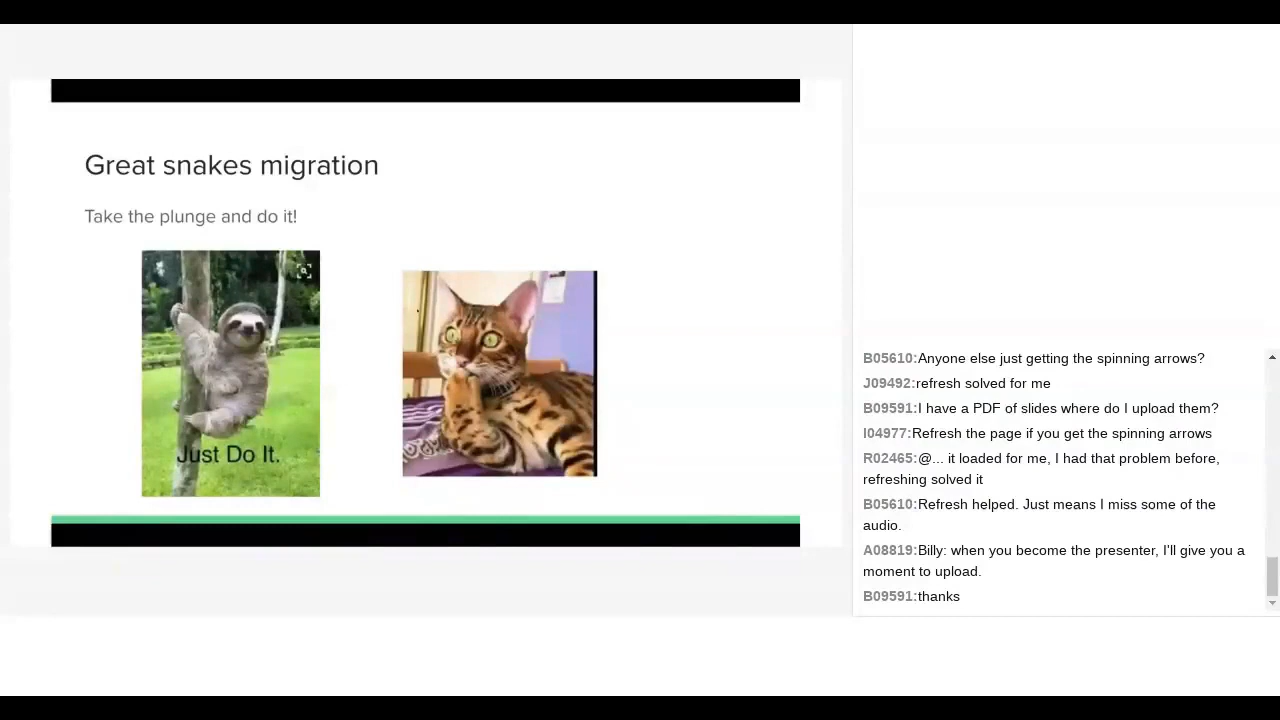 Great snakes migration
Take the plunge and do it!
Just Do It.
B05610:Anyone else just getting the spinning arrows?
J09492:refresh solved for me
B09591:I have a PDF of slides where do I upload them?
I04977:Refresh the page if you get the spinning arrows
R02465:@... it loaded for me, I had that problem before,
refreshing solved it
B05610:Refresh helped. Just means I miss some of the
audio.
A08819:Billy: when you become the presenter, I'll give you a
moment to upload.
B09591:thanks